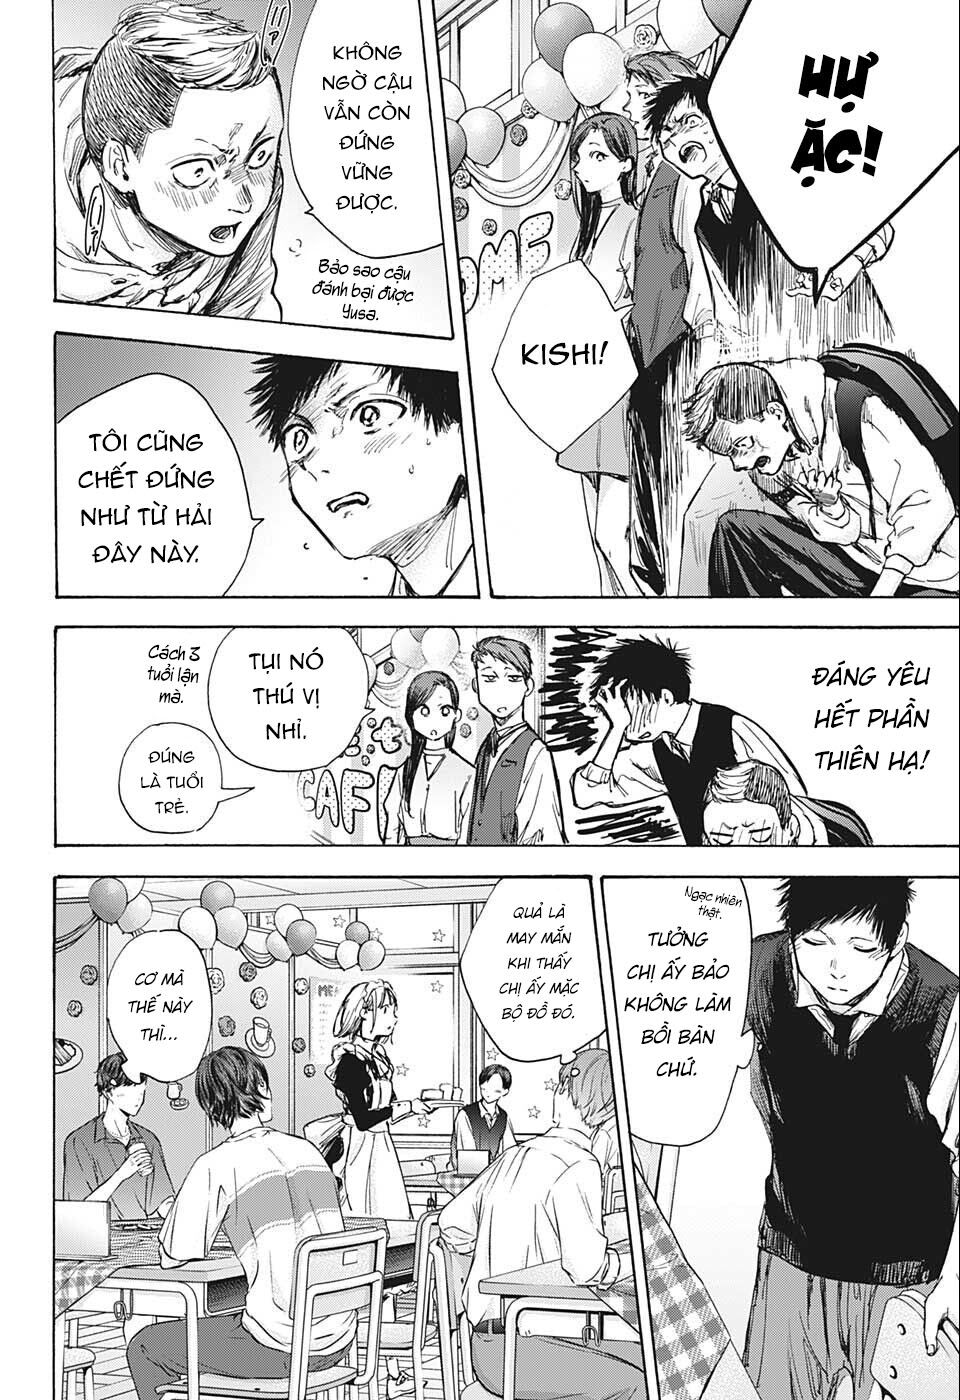 HỰ
ẶC!
KISHI!
KHÔNG
NGỜ CẬU
VẪN CÒN
ĐỨNG
VỮNG
ĐƯỢC.
Bảo sao cậu
đánh bại được
Yusa.
OME
TÔI CŨNG
CHẾT ĐỨNG
NHƯ TỪ HẢI
ĐÂY NÀY.
ĐÁNG YÊU
HẾT PHẦN
THIÊN HẠ!
TỤI NÓ
THÚ VỊ
NHỈ.
Cách 3
tuổi lận
mà.
ĐÚNG
LÀ TUỔI
TRẺ.
CAF
Ngạc nhiên
thật.
TƯỞNG
CHỊ ẤY BẢO
KHÔNG LÀM
BỒI BÀN
CHỨ.
QUẢ LÀ
MAY MẮN
KHI THẤY
CHỊ ẤY MẶC
BỘ ĐỒ ĐÓ.
CƠ MÀ
THẾ NÀY
THÌ...
ME